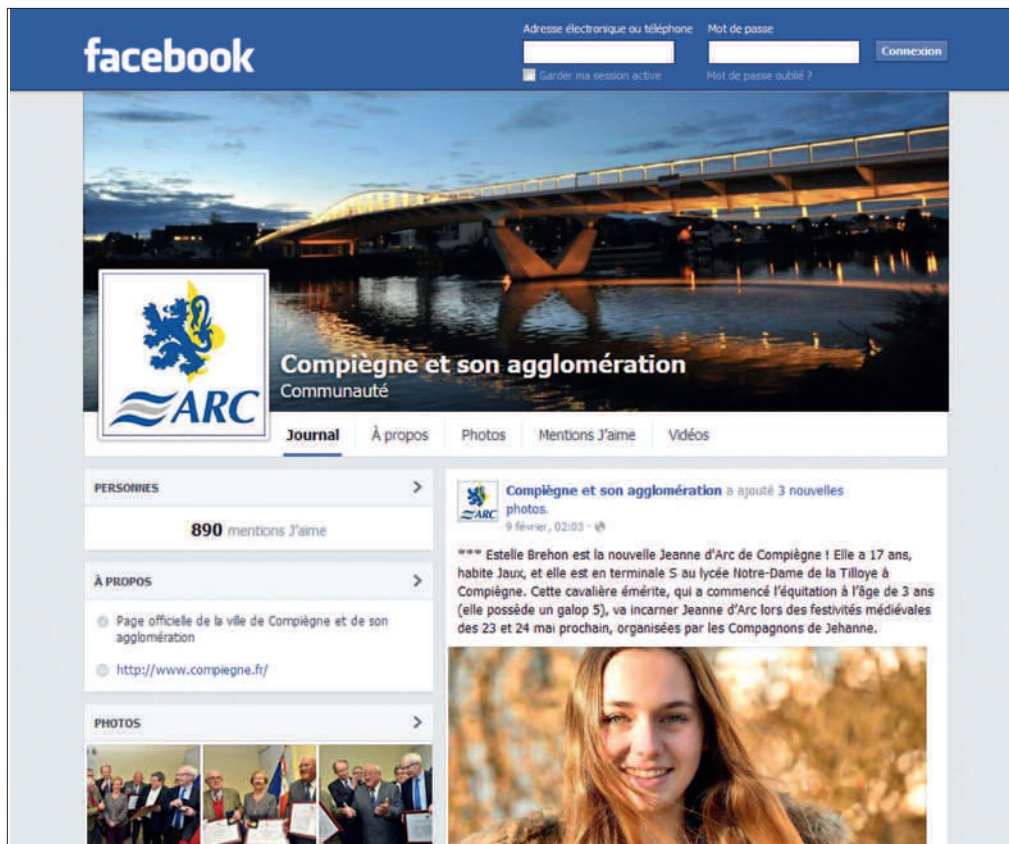 facebook
Adresse électronique ou téléphone
Mot de passe
Connexion
Garder ma session active
Mot de passe oublié ?
ARC
Compiègne et son agglomération
Communauté
Journal
À propos
Photos
Mentions J'aime
Vidéos
PERSONNES
890 mentions J'aime
À PROPOS
Page officielle de la ville de Compiègne et de son
agglomération
http://www.compiegne.fr/
PHOTOS
ARC
Compiègne et son agglomération a ajouté 3 nouvelles
photos.
9 février, 02:03 ·
*** Estelle Brehon est la nouvelle Jeanne d'Arc de Compiègne ! Elle a 17 ans,
habite Jaux, et elle est en terminale S au lycée Notre-Dame de la Tilloye à
Compiègne. Cette cavalière émérite, qui a commencé l'équitation à l'âge de 3 ans
(elle possède un galop 5), va incarner Jeanne d'Arc lors des festivités médiévales
des 23 et 24 mai prochain, organisées par les Compagnons de Jehanne.